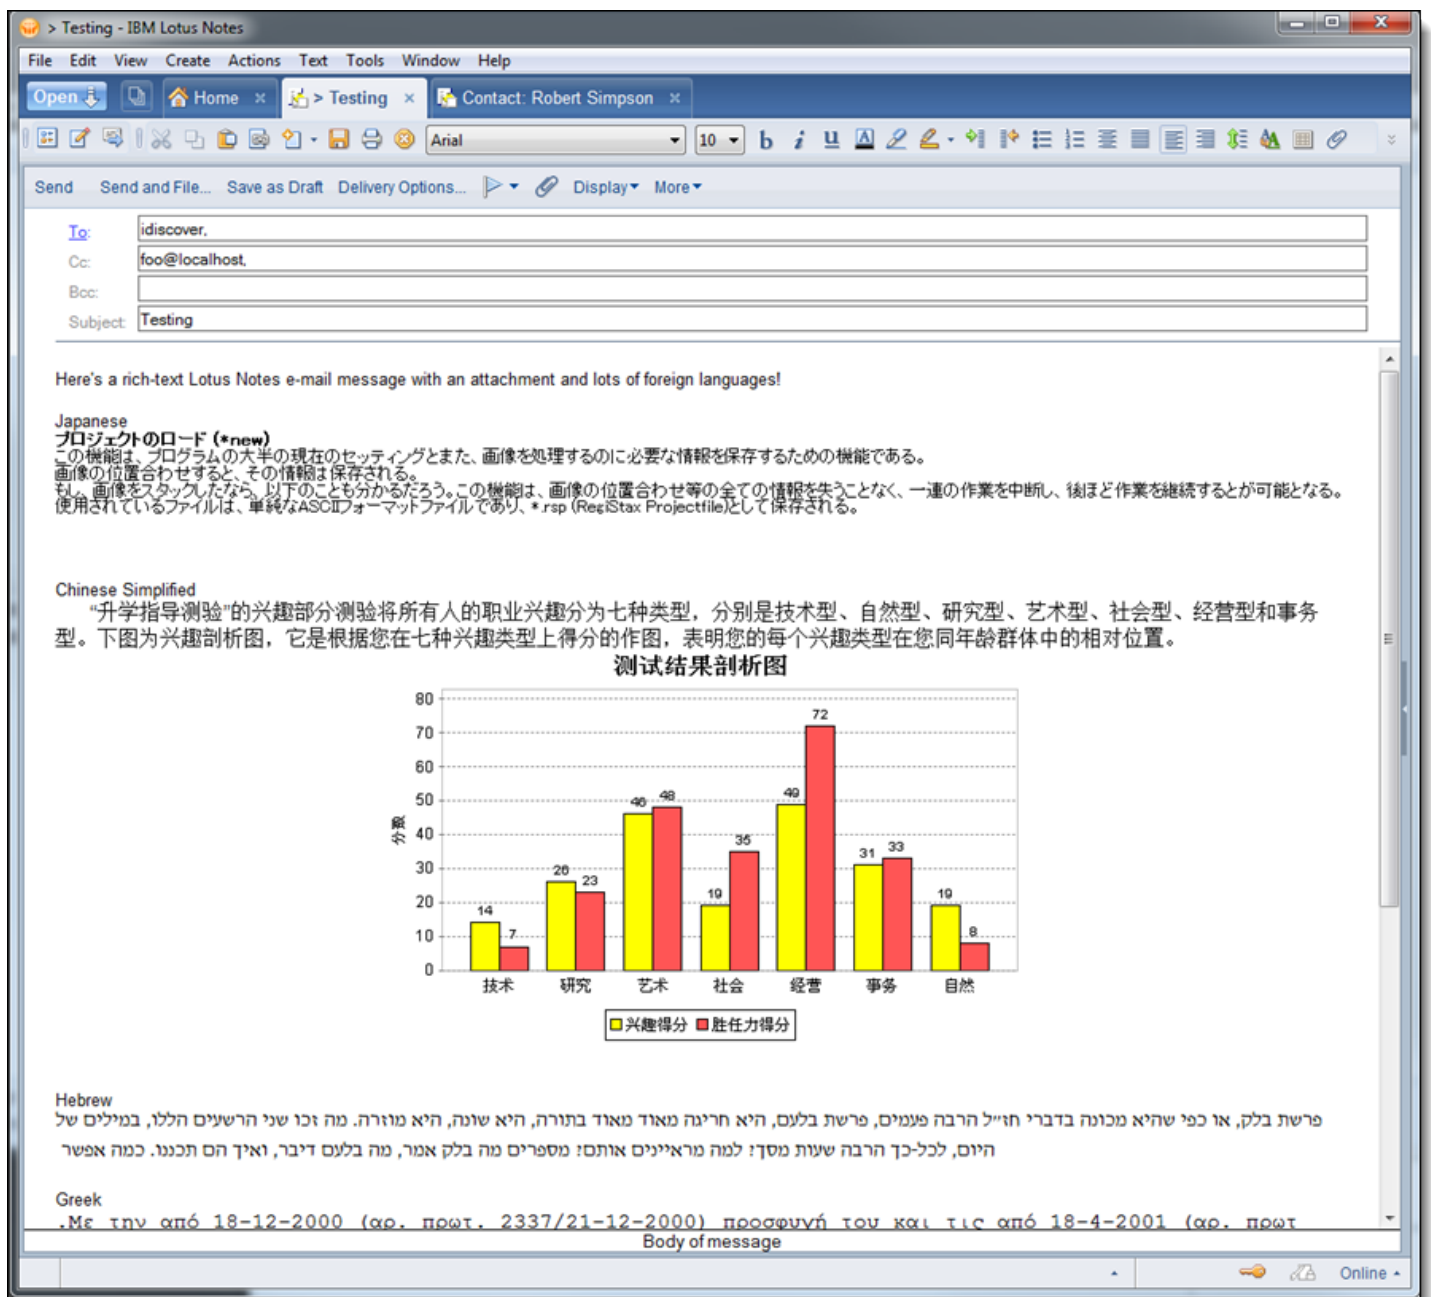 > Testing - IBM Lotus Notes
File Edit View Create Actions Text Tools Window Help
Open Home > Testing Contact: Robert Simpson
Arial 10 b i u A
Send Send and File... Save as Draft Delivery Options... Display More
To: idiscover,
Cc: foo@localhost,
Bcc:
Subject: Testing
Here's a rich-text Lotus Notes e-mail message with an attachment and lots of foreign languages!
Japanese
プロジェクトのロード (*new)
この機能は、プログラムの大半の現在のセッティングとまた、画像を処理するのに必要な情報を保存するための機能である。
画像の位置合わせすると、その情報は保存される。
もし、画像をスタックしたなら、以下のことも分かるだろう。この機能は、画像の位置合わせ等の全ての情報を失うことなく、一連の作業を中断し、後ほど作業を継続するとが可能となる。
使用されているファイルは、単純なASCIIフォーマットファイルであり、*.rsp (RegiStax Projectfile)として保存される。
Chinese Simplified
“升学指导测验”的兴趣部分测验将所有人的职业兴趣分为七种类型，分别是技术型、自然型、研究型、艺术型、社会型、经营型和事务
型。下图为兴趣剖析图，它是根据您在七种兴趣类型上得分的作图，表明您的每个兴趣类型在您同年龄群体中的相对位置。
测试结果剖析图
80
70
60
50
40
30
20
10
0
分数
14 7 26 23 46 48 19 35 49 72 31 33 19 8
技术 研究 艺术 社会 经营 事务 自然
兴趣得分 胜任力得分
Hebrew
פרשת בלק, או כפי שהיא מכונה בדברי חז״ל הרבה פעמים, פרשת בלעם, היא חריגה מאוד מאוד בתורה, היא שונה, היא מוזרה. מה זכו שני הרשעים הללו, במילים של
היום, לכל-כך הרבה שעות מסך? למה מראיינים אותם? מספרים מה בלק אמר, מה בלעם דיבר, ואיך הם תכננו. כמה אפשר
Greek
.Με την από 18-12-2000 (αρ. πρωτ. 2337/21-12-2000) προσφυγή του και τις από 18-4-2001 (αρ. πρωτ
Body of message
Online